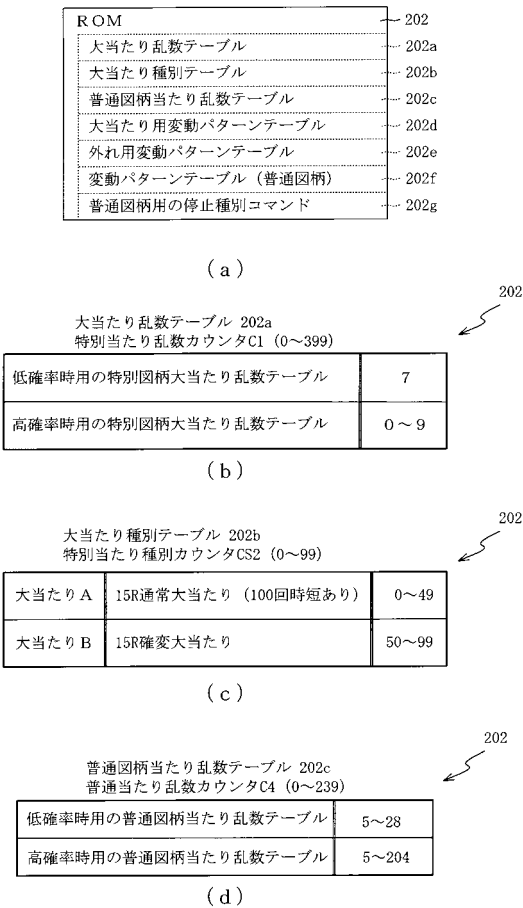 ROM 202
大当たり乱数テーブル 202a
大当たり種別テーブル 202b
普通図柄当たり乱数テーブル 202c
大当たり用変動パターンテーブル 202d
外れ用変動パターンテーブル 202e
変動パターンテーブル（普通図柄） 202f
普通図柄用の停止種別コマンド 202g
(a)
202
大当たり乱数テーブル 202a
特別当たり乱数カウンタC1（0〜399）
低確率時用の特別図柄大当たり乱数テーブル 7
高確率時用の特別図柄大当たり乱数テーブル 0〜9
(b)
202
大当たり種別テーブル 202b
特別当たり種別カウンタCS2（0〜99）
大当たりA 15R通常大当たり（100回時短あり） 0〜49
大当たりB 15R確変大当たり 50〜99
(c)
202
普通図柄当たり乱数テーブル 202c
普通当たり乱数カウンタC4（0〜239）
低確率時用の普通図柄当たり乱数テーブル 5〜28
高確率時用の普通図柄当たり乱数テーブル 5〜204
(d)